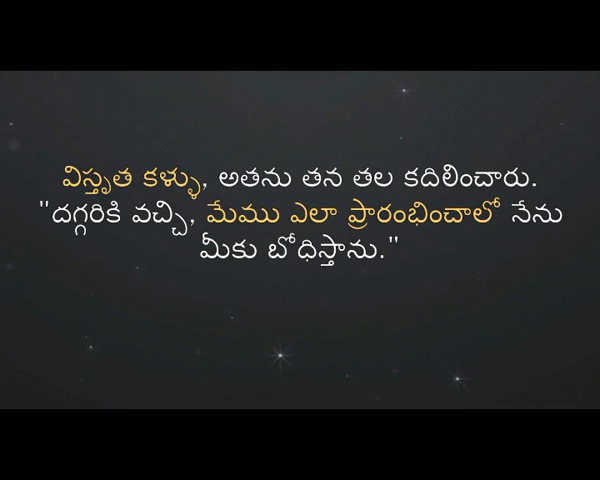 విస్తృత కళ్ళు, అతను తన తల కదిలించారు.
"దగ్గరికి వచ్చి, మేము ఎలా ప్రారంభించాలో నేను
మీకు బోధిస్తాను."